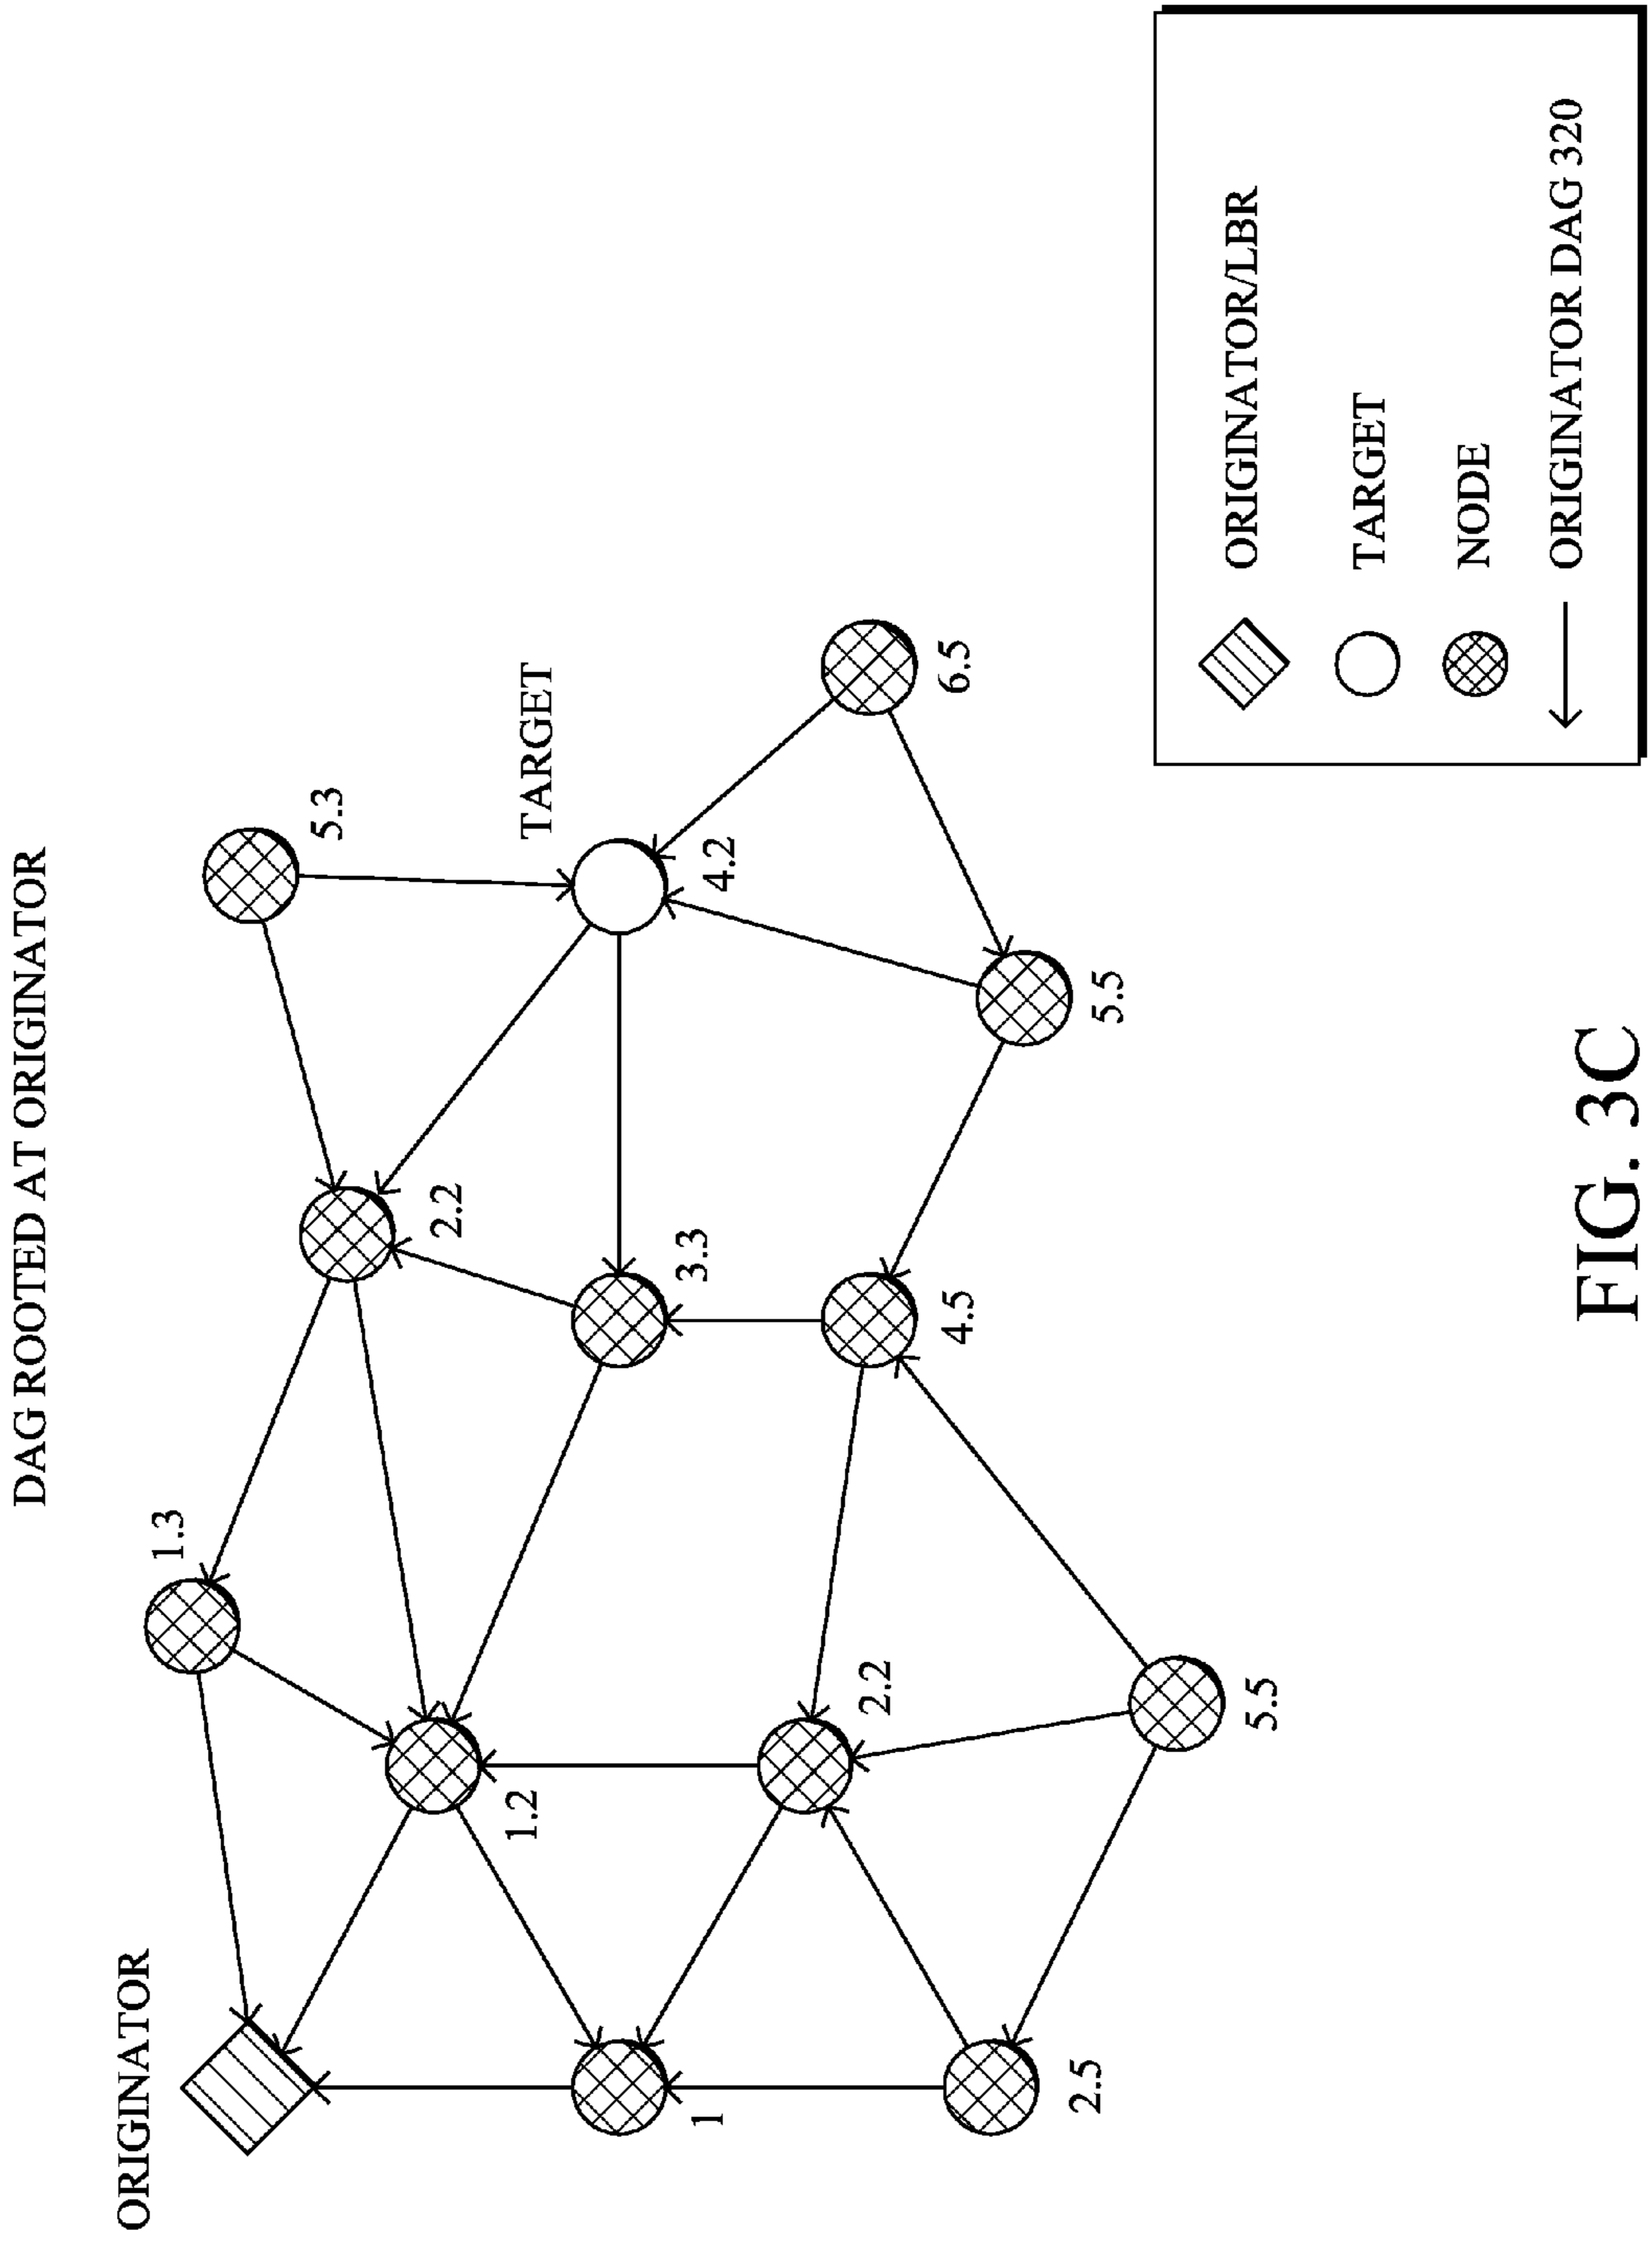 DAG ROOTED AT ORIGINATOR
ORIGINATOR
1.3
5.3
2.2
TARGET
1.2
3.3
4.2
1
2.2
4.5
6.5
2.5
5.5
5.5
ORIGINATOR/LBR
TARGET
NODE
ORIGINATOR DAG 320
FIG. 3C